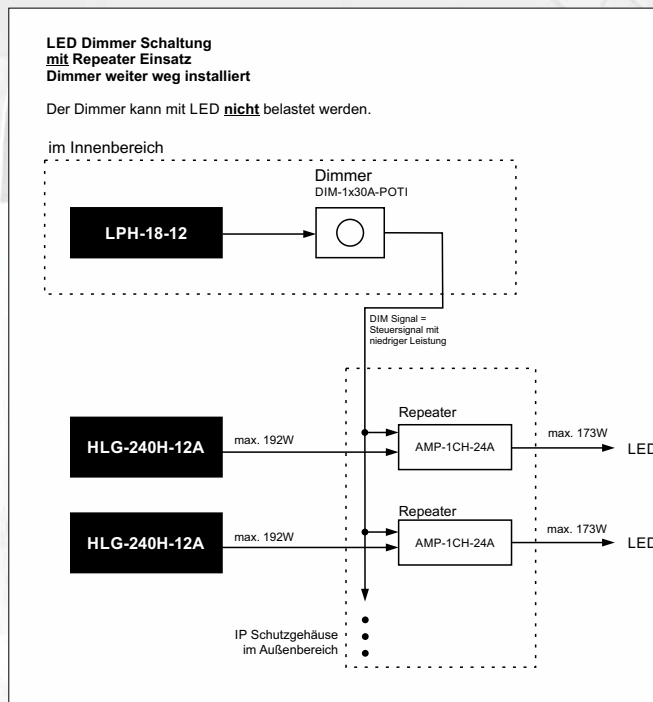 LED Dimmer Schaltung
mit Repeater Einsatz
Dimmer weiter weg installiert
Der Dimmer kann mit LED nicht belastet werden.
im Innenbereich
Dimmer
DIM-1x30A-POTI
LPH-18-12
DIM Signal =
Steuersignal mit
niedriger Leistung
Repeater
HLG-240H-12A
max. 192W
AMP-1CH-24A
max. 173W
LED
Repeater
HLG-240H-12A
max. 192W
AMP-1CH-24A
max. 173W
LED
IP Schutzgehäuse
im Außenbereich